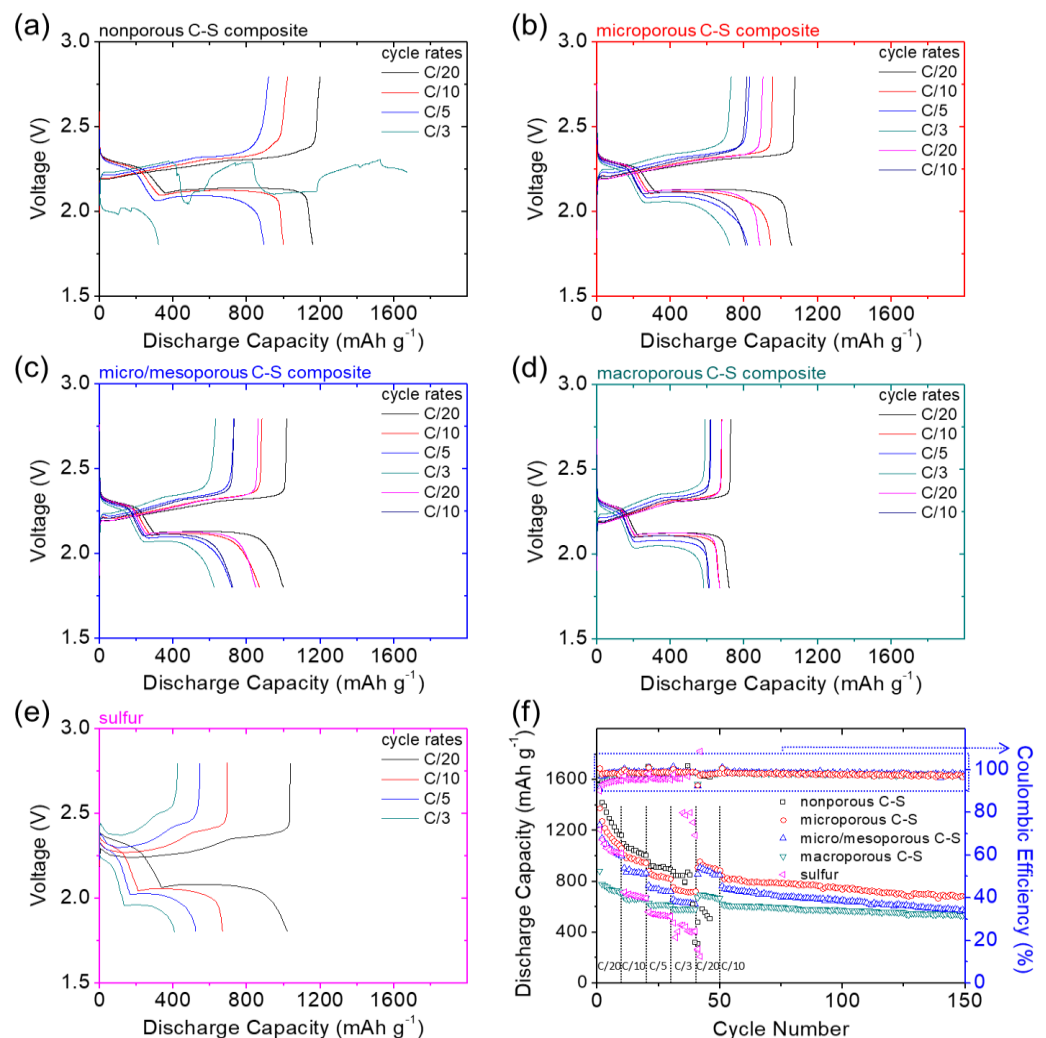 (a)
nonporous C-S composite
3.0
2.5
2.0
1.5
Voltage (V)
cycle rates
C/20
C/10
C/5
C/3
0 400 800 1200 1600
Discharge Capacity (mAh g⁻¹)
(b)
microporous C-S composite
3.0
2.5
2.0
1.5
Voltage (V)
cycle rates
C/20
C/10
C/5
C/3
C/20
C/10
0 400 800 1200 1600
Discharge Capacity (mAh g⁻¹)
(c)
micro/mesoporous C-S composite
3.0
2.5
2.0
1.5
Voltage (V)
cycle rates
C/20
C/10
C/5
C/3
C/20
C/10
0 400 800 1200 1600
Discharge Capacity (mAh g⁻¹)
(d)
macroporous C-S composite
3.0
2.5
2.0
1.5
Voltage (V)
cycle rates
C/20
C/10
C/5
C/3
C/20
C/10
0 400 800 1200 1600
Discharge Capacity (mAh g⁻¹)
(e)
sulfur
3.0
2.5
2.0
1.5
Voltage (V)
cycle rates
C/20
C/10
C/5
C/3
0 400 800 1200 1600
Discharge Capacity (mAh g⁻¹)
(f)
1600
1200
800
400
0
Discharge Capacity (mAh g⁻¹)
nonporous C-S
microporous C-S
micro/mesoporous C-S
macroporous C-S
sulfur
C/20 C/10 C/5 C/3 C/20 C/10
0 50 100 150
Cycle Number
100
80
60
40
20
0
Coulombic Efficiency (%)